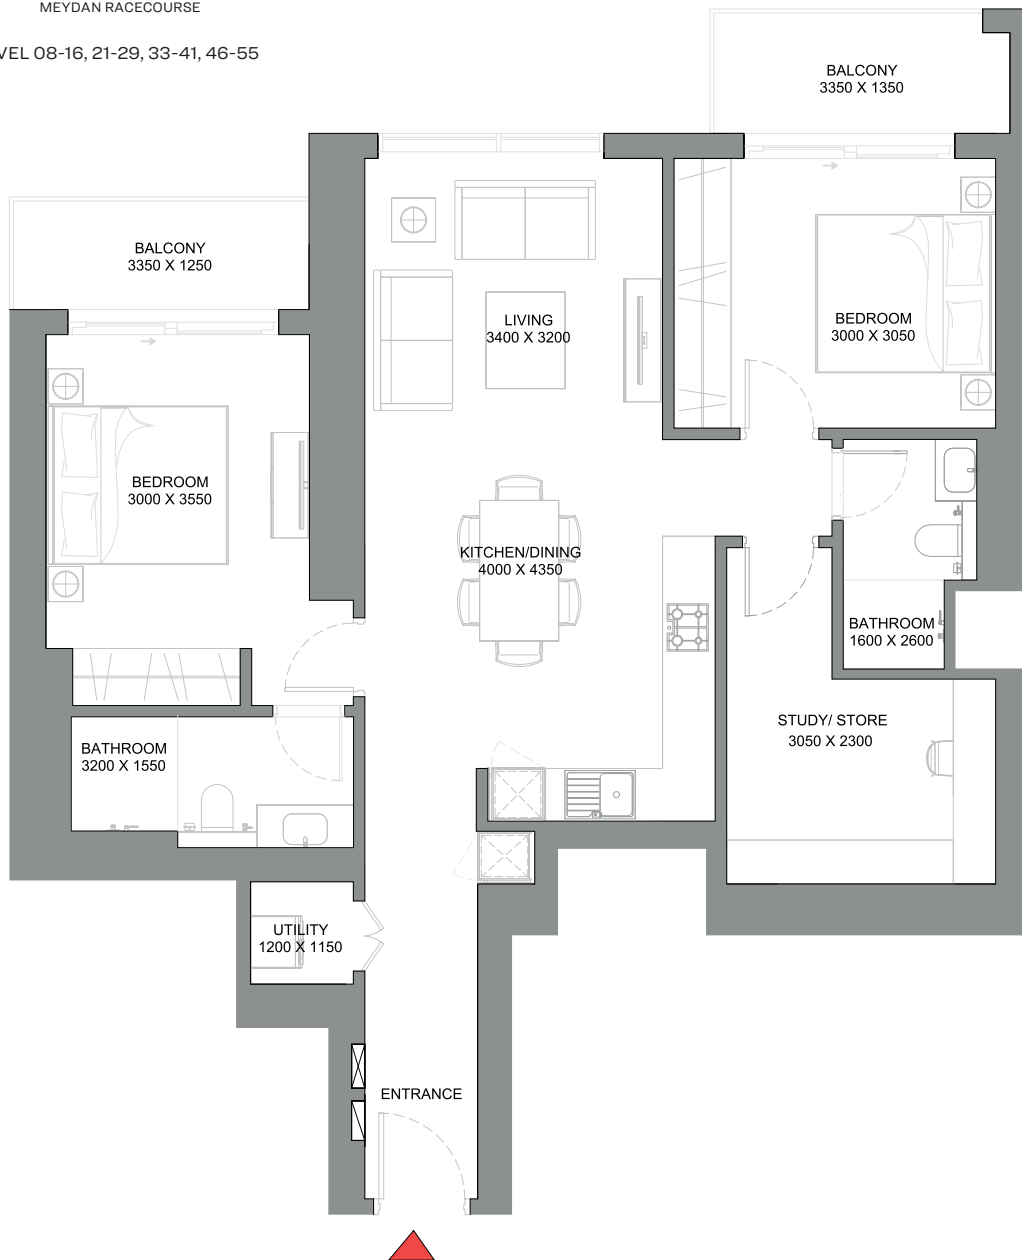 MEYDAN RACECOURSE
VEL 08-16, 21-29, 33-41, 46-55
BALCONY
3350 X 1350
BALCONY
3350 X 1250
LIVING
3400 X 3200
BEDROOM
3000 X 3050
BEDROOM
3000 X 3550
KITCHEN/DINING
4000 X 4350
BATHROOM
1600 X 2600
STUDY/ STORE
3050 X 2300
BATHROOM
3200 X 1550
UTILITY
1200 X 1150
ENTRANCE